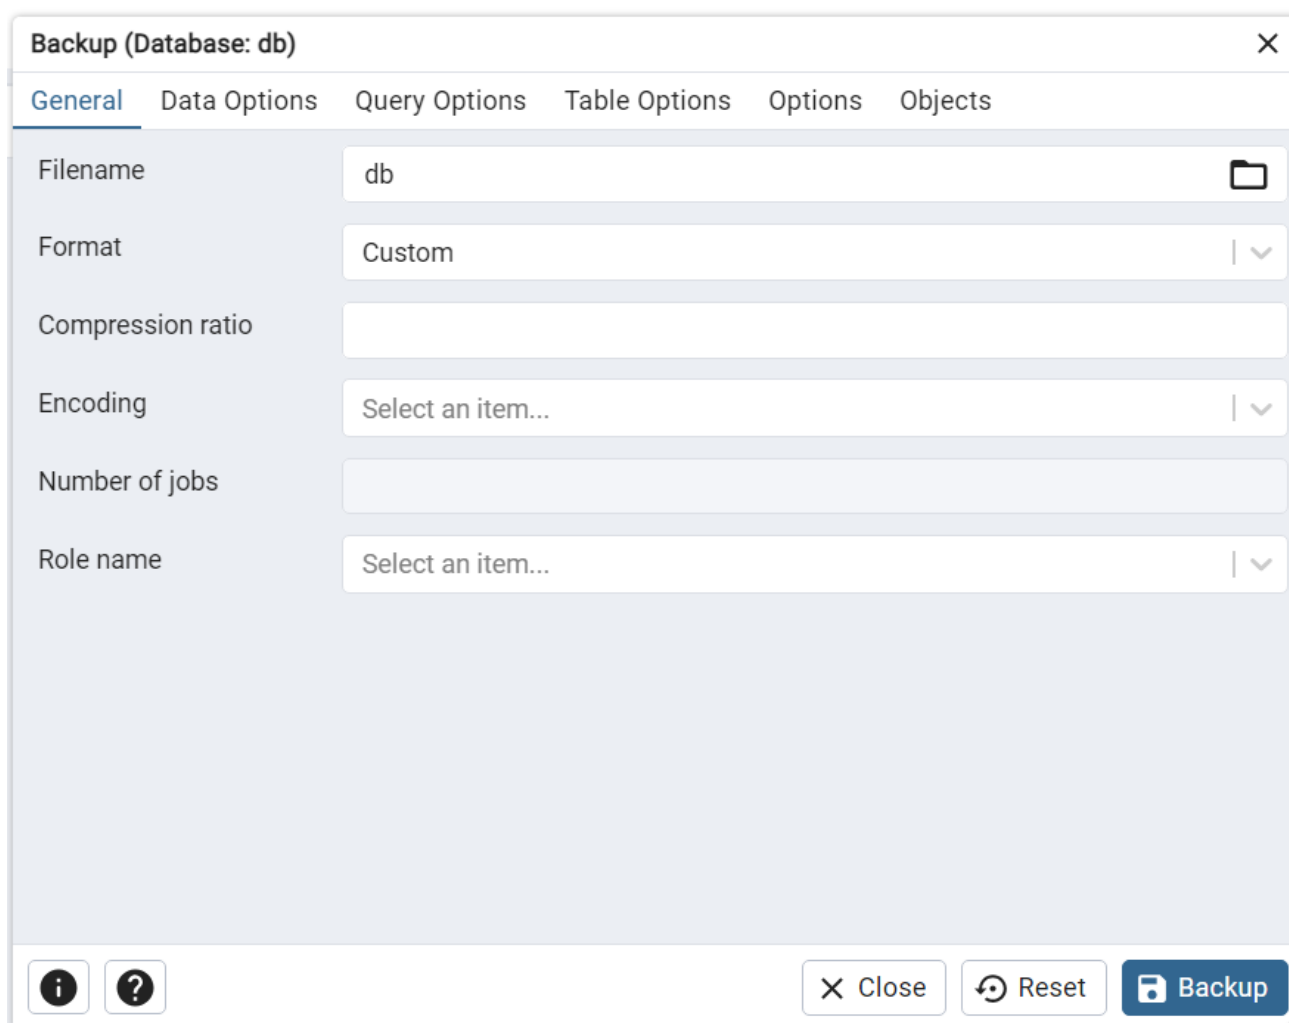 Backup (Database: db)
General Data Options Query Options Table Options Options Objects
Filename db
Format Custom
Compression ratio
Encoding Select an item...
Number of jobs
Role name Select an item...
Close Reset Backup